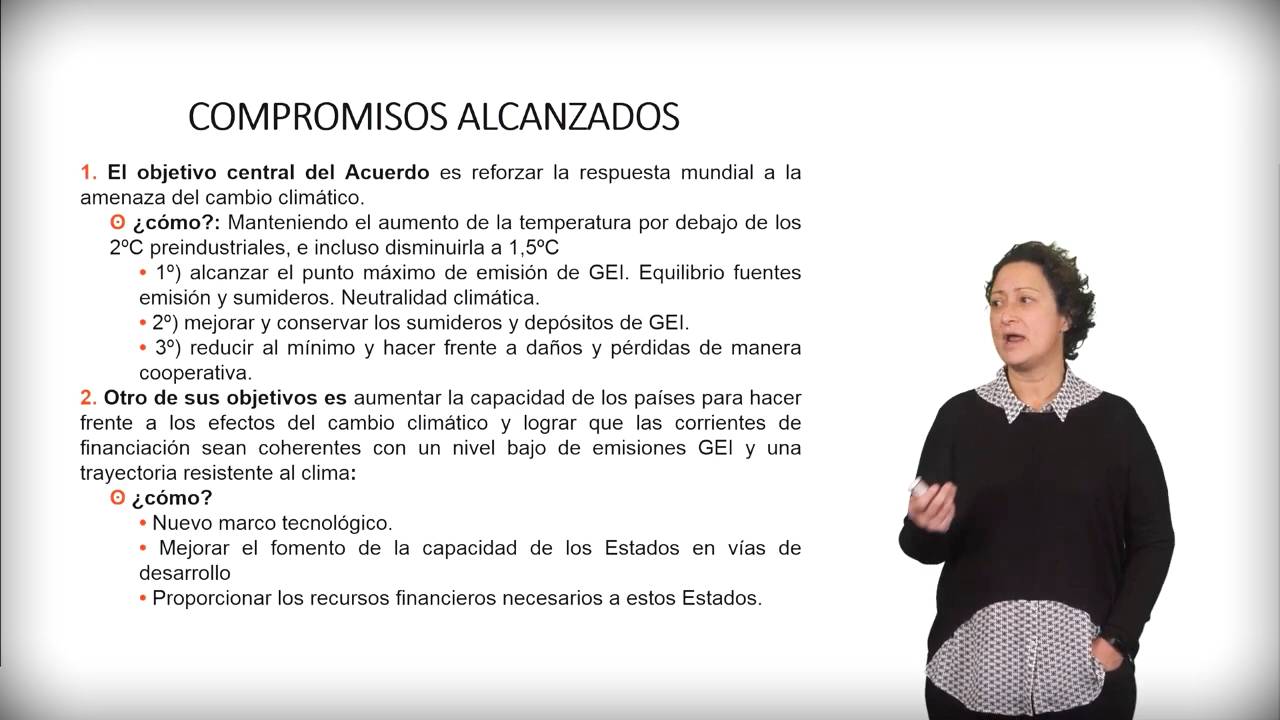 COMPROMISOS ALCANZADOS
1. El objetivo central del Acuerdo es reforzar la respuesta mundial a la
amenaza del cambio climático.
ʘ ¿cómo?: Manteniendo el aumento de la temperatura por debajo de los
2ºC preindustriales, e incluso disminuirla a 1,5ºC
• 1º) alcanzar el punto máximo de emisión de GEI. Equilibrio fuentes
emisión y sumideros. Neutralidad climática.
• 2º) mejorar y conservar los sumideros y depósitos de GEI.
• 3º) reducir al mínimo y hacer frente a daños y pérdidas de manera
cooperativa.
2. Otro de sus objetivos es aumentar la capacidad de los países para hacer
frente a los efectos del cambio climático y lograr que las corrientes de
financiación sean coherentes con un nivel bajo de emisiones GEI y una
trayectoria resistente al clima:
ʘ ¿cómo?
• Nuevo marco tecnológico.
• Mejorar el fomento de la capacidad de los Estados en vías de
desarrollo
• Proporcionar los recursos financieros necesarios a estos Estados.